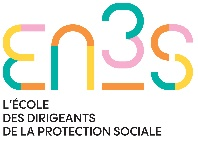 EN3S
L'ÉCOLE
DES DIRIGEANTS
DE LA PROTECTION SOCIALE